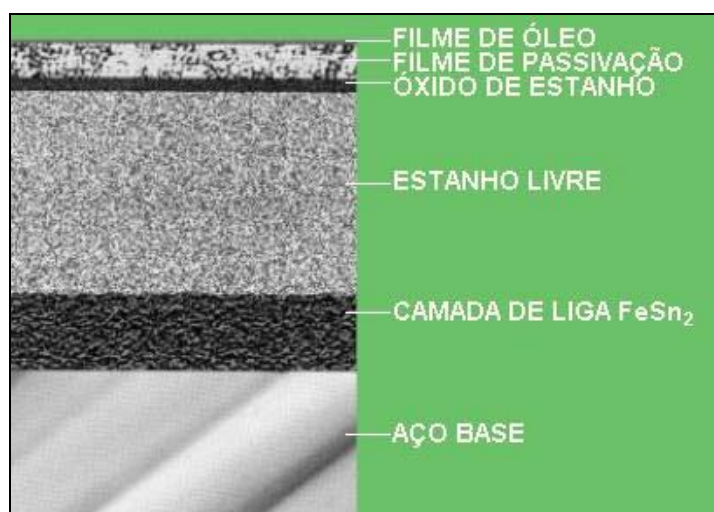 FILME DE ÓLEO
FILME DE PASSIVAÇÃO
ÓXIDO DE ESTANHO
ESTANHO LIVRE
CAMADA DE LIGA FeSn₂
AÇO BASE